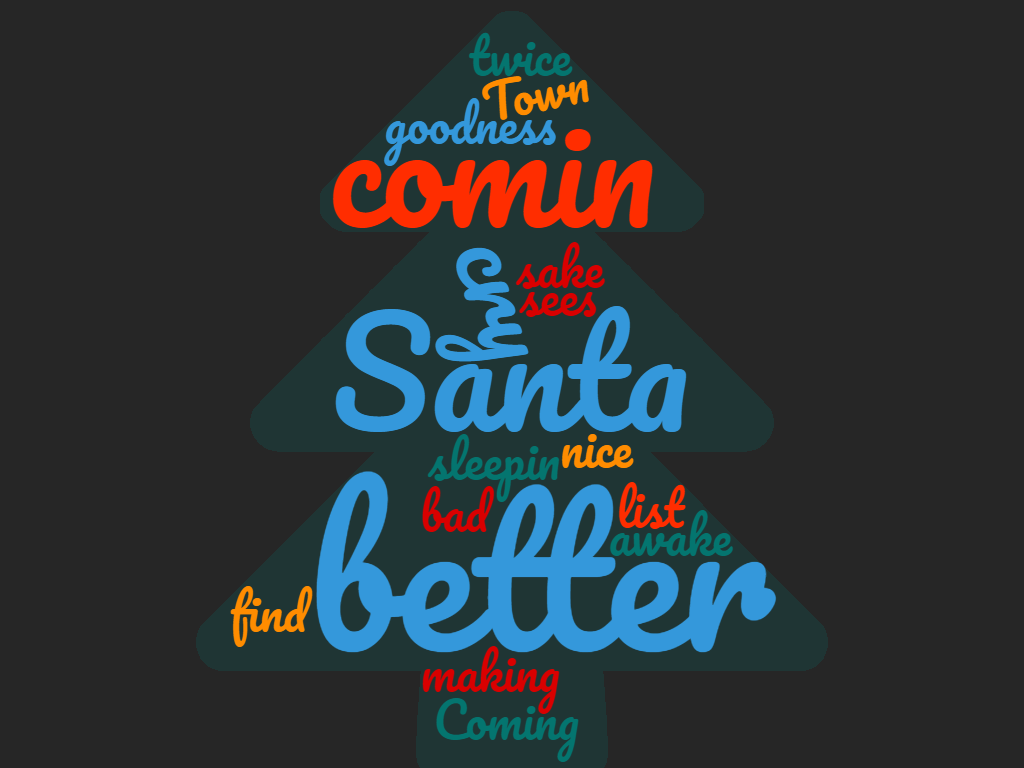 twice
Town
goodness
comin
cry
sake
sees
Santa
sleepin
nice
bad
list
awake
better
find
making
Coming